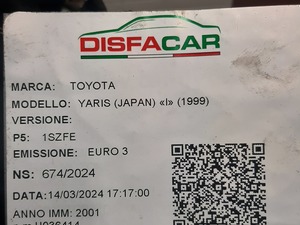 DISFACAR
MARCA: TOYOTA
MODELLO: YARIS (JAPAN) «I» (1999)
VERSIONE:
P5: 1SZFE
EMISSIONE: EURO 3
NS: 674/2024
DATA:14/03/2024 17:17:00
ANNO IMM: 2001